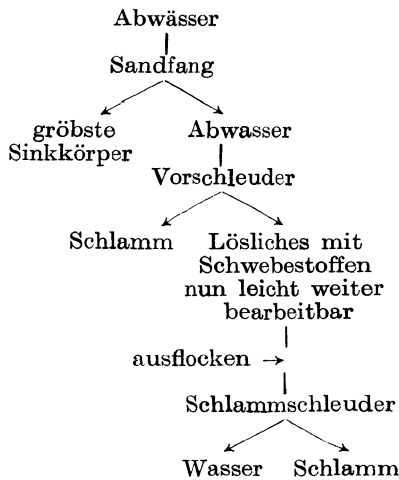 Abwässer
Sandfang
gröbste
Sinkkörper
Abwasser
Vorschleuder
Schlamm
Lösliches mit
Schwebestoffen
nun leicht weiter
bearbeitbar
ausflocken →
Schlammschleuder
Wasser Schlamm